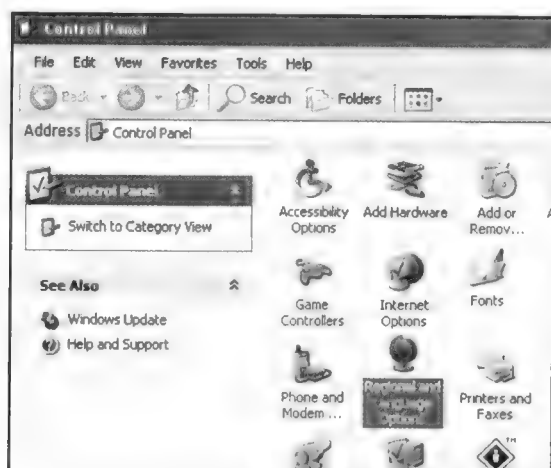 Control Panel
File Edit View Favorites Tools Help
Back Search Folders
Address Control Panel
Control Panel
Switch to Category View
See Also
Windows Update
Help and Support
Accessibility Options
Add Hardware
Add or Remov...
Game Controllers
Internet Options
Fonts
Phone and Modem ...
Regional and Language Options
Printers and Faxes
TM